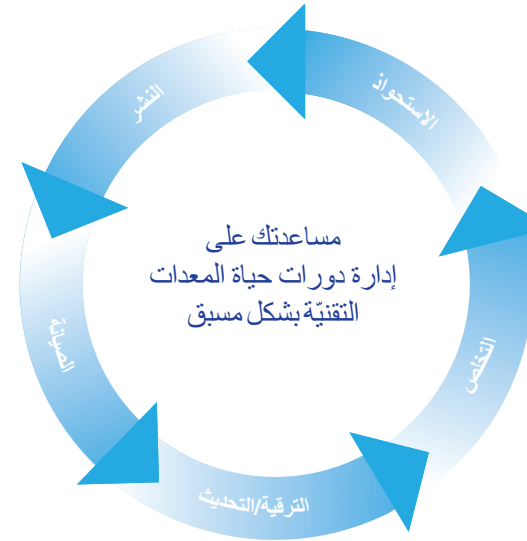 الاستحواذ
النشر
الصيانة
الترقية/التحديث
التخلص
مساعدتك على
إدارة دورات حياة المعدات
التقنيّة بشكل مسبق